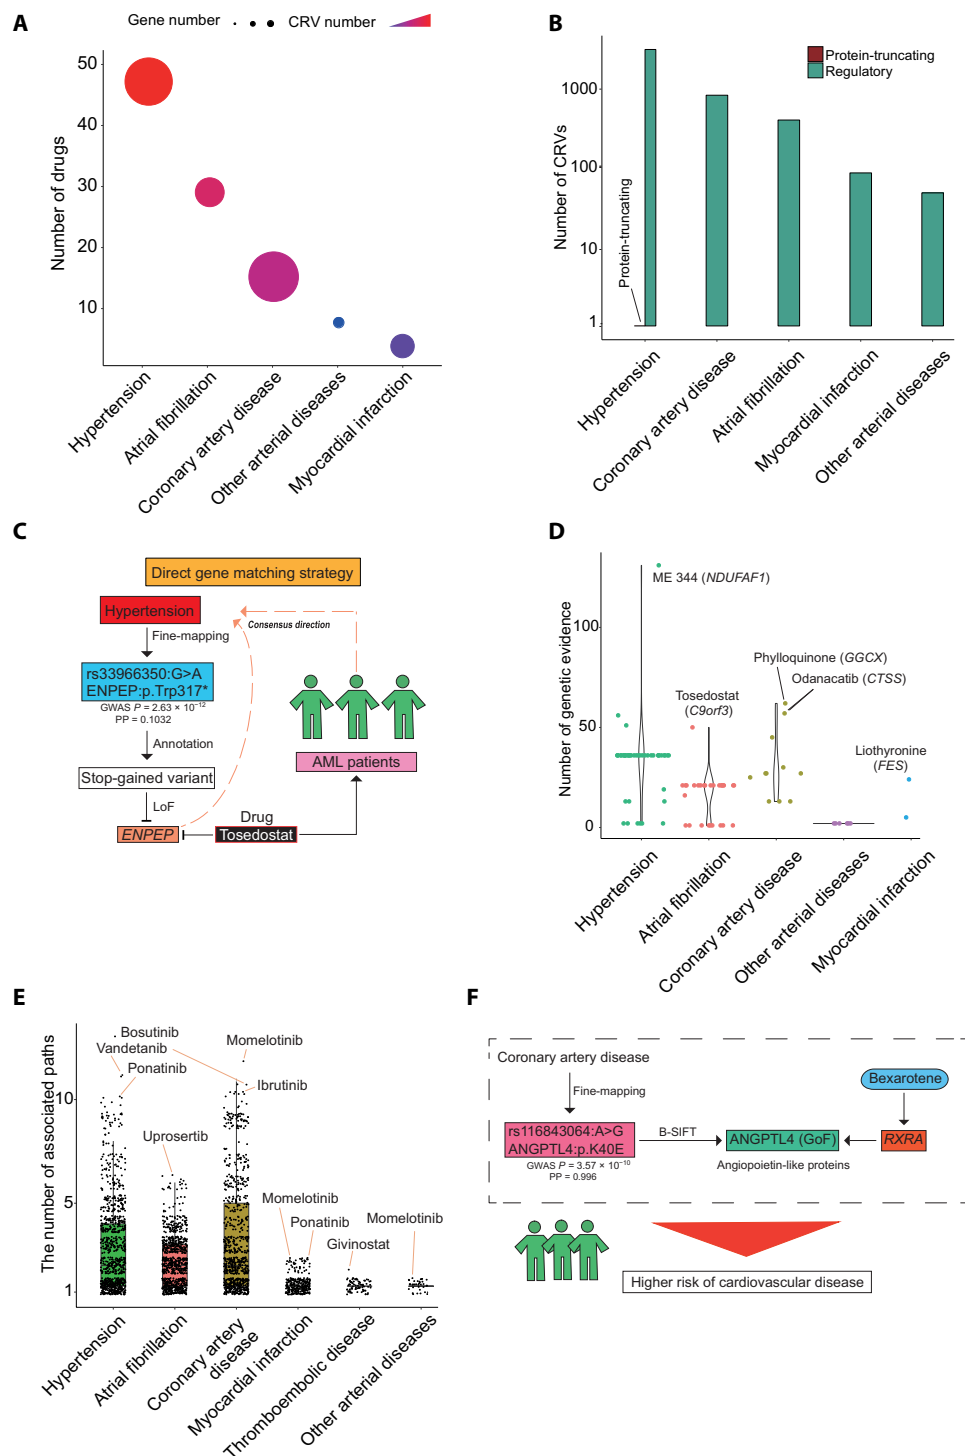 A
Gene number
CRV number
Number of drugs
50
40
30
20
10
Hypertension
Atrial fibrillation
Coronary artery disease
Other arterial diseases
Myocardial infarction
B
Protein-truncating
Regulatory
Number of CRVs
1000
100
10
1
Protein-truncating
Hypertension
Coronary artery disease
Atrial fibrillation
Myocardial infarction
Other arterial diseases
C
Direct gene matching strategy
Hypertension
Consensus direction
Fine-mapping
rs33966350:G>A
ENPEP:p.Trp317*
GWAS P = 2.63 × 10⁻¹²
PP = 0.1032
Annotation
Stop-gained variant
LoF
ENPEP
Drug
Tosedostat
AML patients
D
Number of genetic evidence
100
50
0
ME 344 (NDUFAF1)
Phylloquinone (GGCX)
Odanacatib (CTSS)
Tosedostat
(C9orf3)
Liothyronine
(FES)
Hypertension
Atrial fibrillation
Coronary artery disease
Other arterial diseases
Myocardial infarction
E
The number of associated paths
10
5
1
Bosutinib
Vandetanib
Ponatinib
Uprosertib
Momelotinib
Ibrutinib
Momelotinib
Ponatinib
Givinostat
Momelotinib
Hypertension
Atrial fibrillation
Coronary artery
disease
Myocardial infarction
Thromboembolic disease
Other arterial diseases
F
Coronary artery disease
Fine-mapping
Bexarotene
rs116843064:A>G
ANGPTL4:p.K40E
GWAS P = 3.57 × 10⁻¹⁰
PP = 0.996
B-SIFT
ANGPTL4 (GoF)
Angiopoietin-like proteins
RXRA
Higher risk of cardiovascular disease